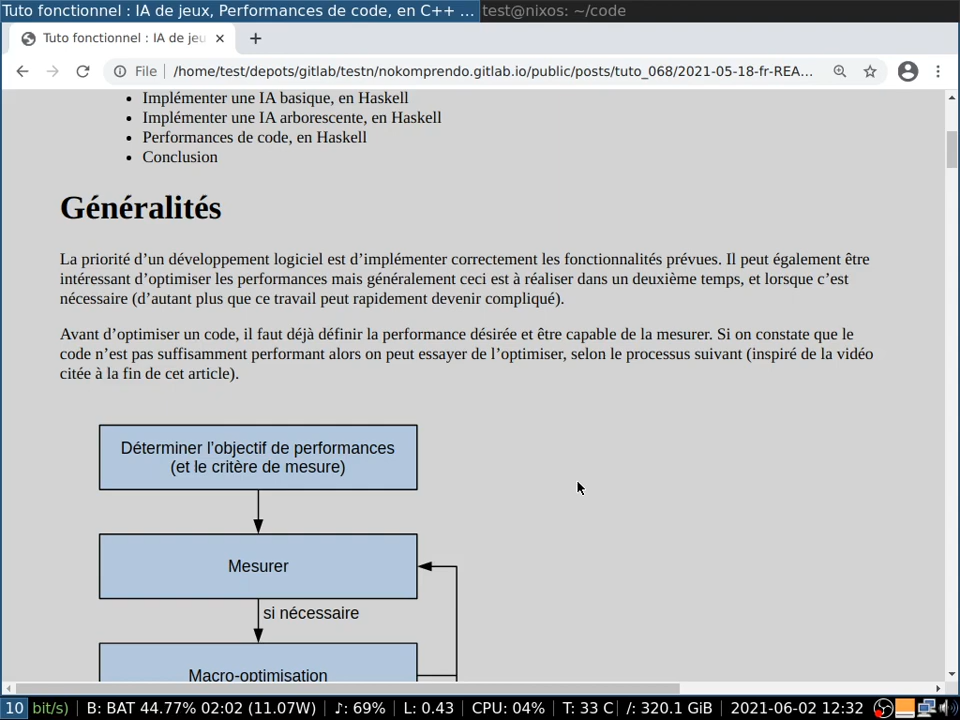 Tuto fonctionnel : IA de jeux, Performances de code, en C++ ... test@nixos: ~/code
Tuto fonctionnel : IA de jeu
File /home/test/depots/gitlab/testn/nokomprendo.gitlab.io/public/posts/tuto_068/2021-05-18-fr-REA...
• Implémenter une IA basique, en Haskell
• Implémenter une IA arborescente, en Haskell
• Performances de code, en Haskell
• Conclusion
Généralités
La priorité d’un développement logiciel est d’implémenter correctement les fonctionnalités prévues. Il peut également être
intéressant d’optimiser les performances mais généralement ceci est à réaliser dans un deuxième temps, et lorsque c’est
nécessaire (d’autant plus que ce travail peut rapidement devenir compliqué).
Avant d’optimiser un code, il faut déjà définir la performance désirée et être capable de la mesurer. Si on constate que le
code n’est pas suffisamment performant alors on peut essayer de l’optimiser, selon le processus suivant (inspiré de la vidéo
citée à la fin de cet article).
Déterminer l’objectif de performances
(et le critère de mesure)
Mesurer
si nécessaire
Macro-optimisation
10 bit/s) | B: BAT 44.77% 02:02 (11.07W) | ♪: 69% | L: 0.43 | CPU: 04% | T: 33 C | /: 320.1 GiB | 2021-06-02 12:32